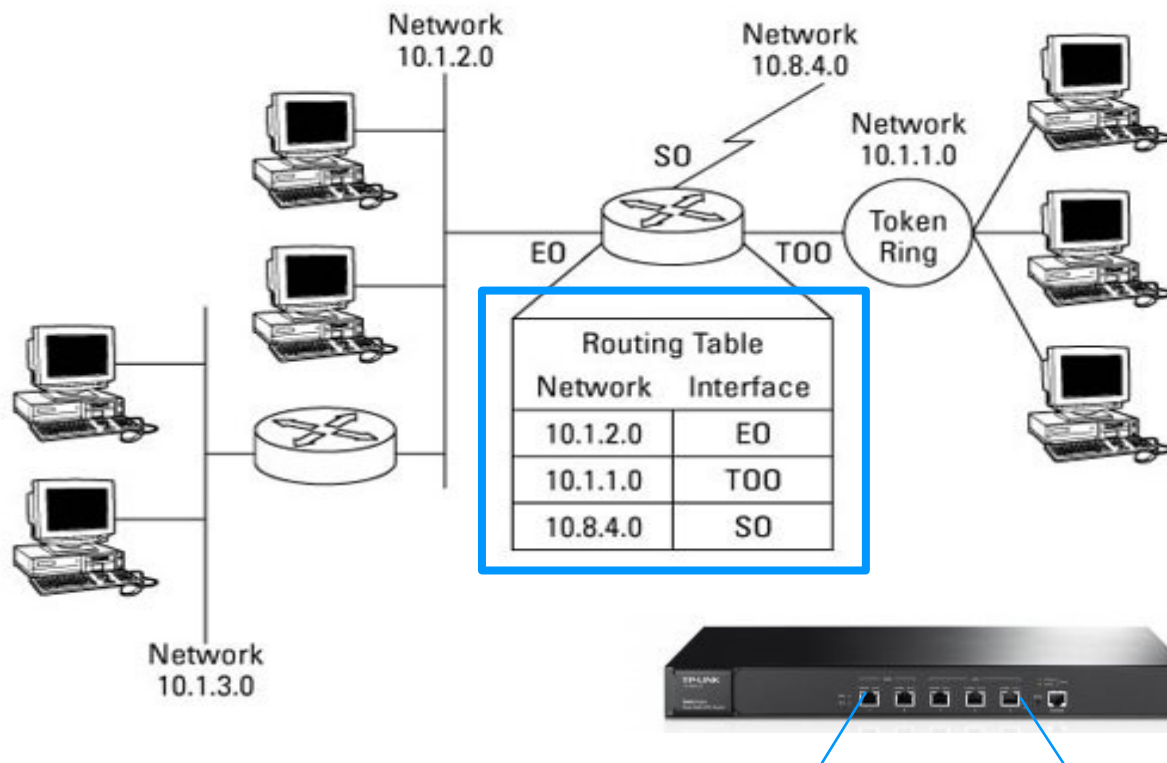 Network
10.1.2.0
Network
10.8.4.0
Network
10.1.1.0
SO
EO
TOO
Token
Ring
Routing Table
Network Interface
10.1.2.0 EO
10.1.1.0 TOO
10.8.4.0 SO
Network
10.1.3.0
TP-LINK